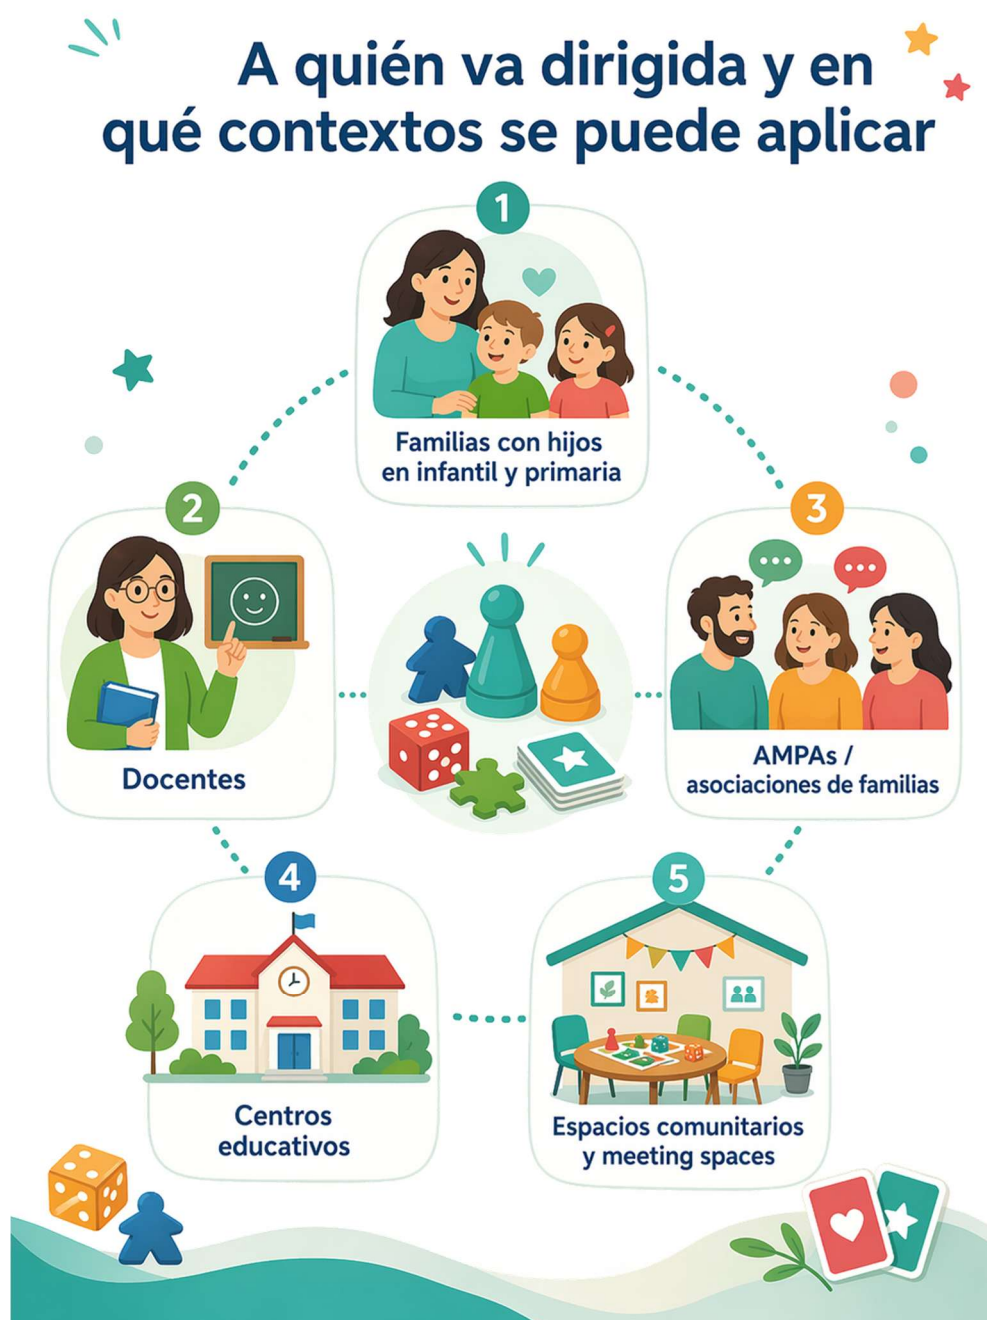 A quién va dirigida y en
qué contextos se puede aplicar
1
Familias con hijos
en infantil y primaria
2
Docentes
3
AMPAs /
asociaciones de familias
4
Centros
educativos
5
Espacios comunitarios
y meeting spaces